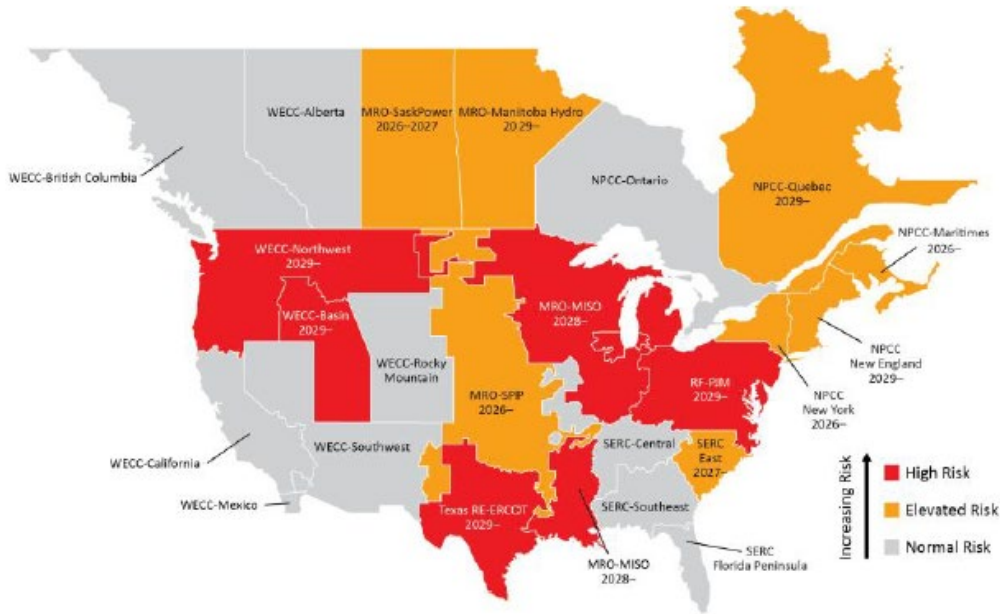 WECC-Alberta
MRO-SaskPower
2026–2027
MRO-Manitoba Hydro
2029–
WECC-British Columbia
NPCC-Ontario
NPCC-Quebec
2029–
NPCC-Maritimes
2026–
WECC-Northwest
2029–
WECC-Basin
2029–
MRO-MISO
2028–
WECC-Rocky
Mountain
MRO-SPP
2026–
RF-PJM
2029–
NPCC
New England
2029–
NPCC
New York
2026–
WECC-Southwest
SERC-Central
SERC
East
2027–
WECC-California
WECC-Mexico
Texas RE-ERCOT
2029–
SERC-Southeast
MRO-MISO
2028–
SERC
Florida Peninsula
Increasing Risk
High Risk
Elevated Risk
Normal Risk